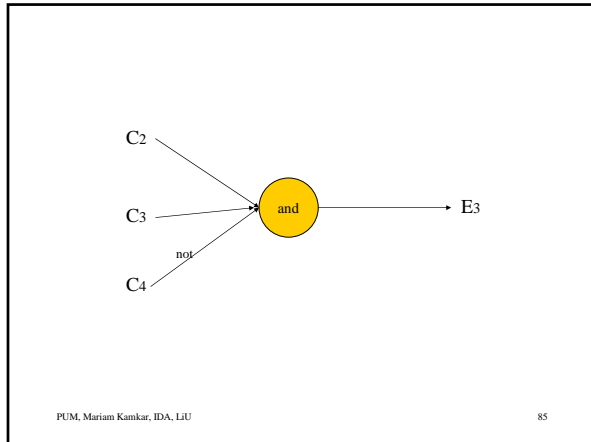 C2
C3
and
E3
not
C4
PUM, Mariam Kamkar, IDA, LiU
85